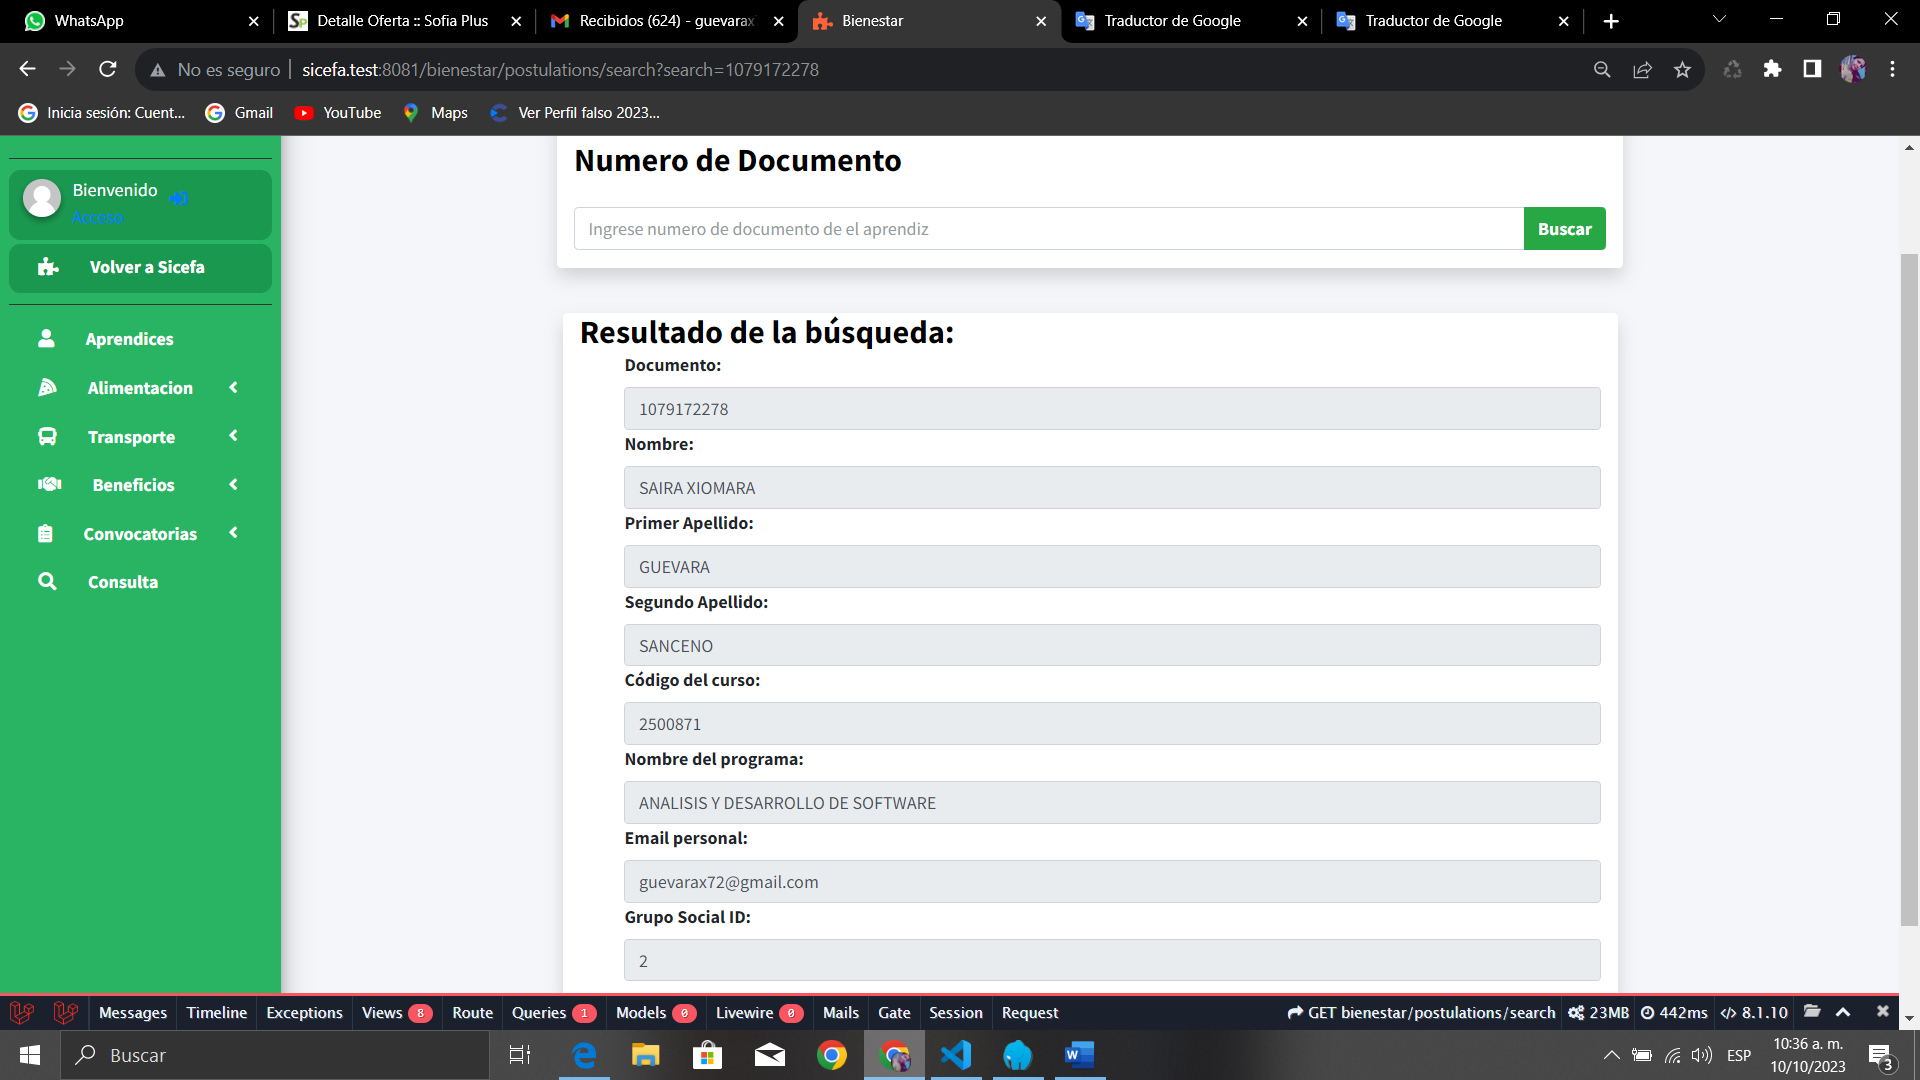 WhatsApp
Detalle Oferta :: Sofia Plus
Recibidos (624) - guevarax
Bienestar
Traductor de Google
Traductor de Google
No es seguro | sicefa.test:8081/bienestar/postulations/search?search=1079172278
Inicia sesión: Cuent...
Gmail
YouTube
Maps
Ver Perfil falso 2023...
Bienvenido
Acceso
Volver a Sicefa
Aprendices
Alimentacion
Transporte
Beneficios
Convocatorias
Consulta
Numero de Documento
Ingrese numero de documento de el aprendiz
Buscar
Resultado de la búsqueda:
Documento:
1079172278
Nombre:
SAIRA XIOMARA
Primer Apellido:
GUEVARA
Segundo Apellido:
SANCENO
Código del curso:
2500871
Nombre del programa:
ANALISIS Y DESARROLLO DE SOFTWARE
Email personal:
guevarax72@gmail.com
Grupo Social ID:
2
Messages Timeline Exceptions Views 8 Route Queries 1 Models 0 Livewire 0 Mails Gate Session Request GET bienestar/postulations/search 23MB 442ms 8.1.10
Buscar
ESP
10:36 a. m.
10/10/2023
3